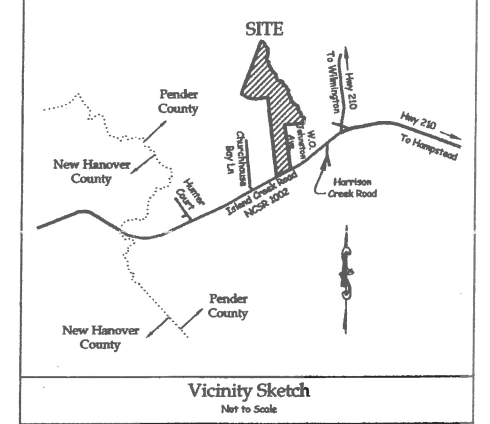 SITE
To Wilmington
Hwy 210
Pender
County
Hwy 210
To Hampstead
W.O.
Ave
Churchhouse
Bay Ln
New Hanover
County
Hunter
Court
Island Creek Road
NCSR 1002
Harrison
Creek Road
Pender
County
New Hanover
County
Vicinity Sketch
Not to Scale